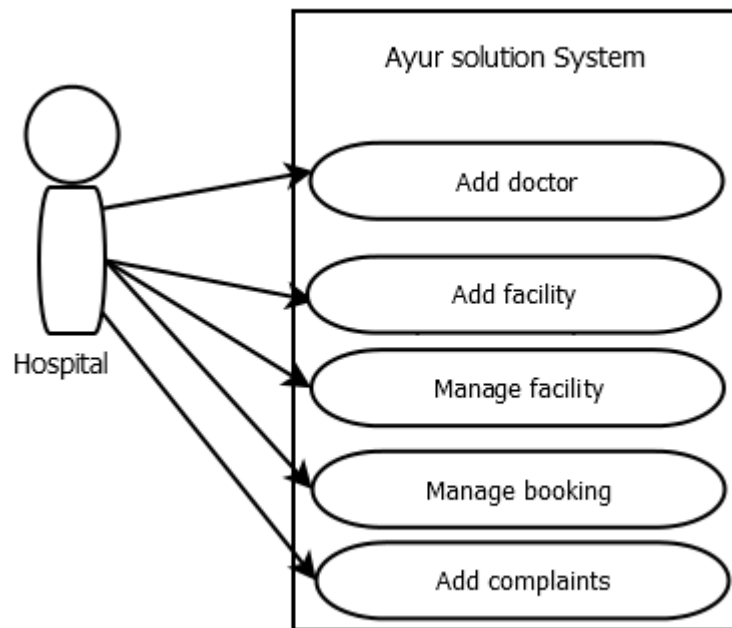 Ayur solution System
Add doctor
Add facility
Manage facility
Hospital
Manage booking
Add complaints